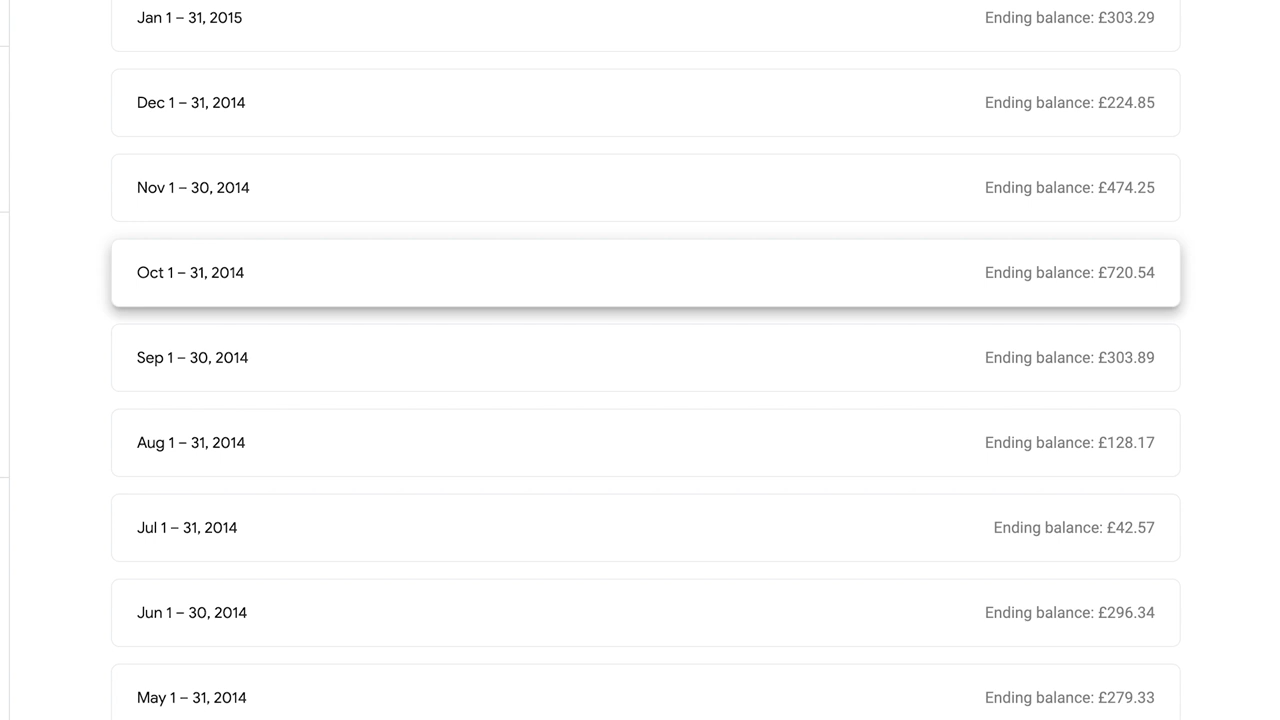 Jan 1 – 31, 2015 Ending balance: £303.29
Dec 1 – 31, 2014 Ending balance: £224.85
Nov 1 – 30, 2014 Ending balance: £474.25
Oct 1 – 31, 2014 Ending balance: £720.54
Sep 1 – 30, 2014 Ending balance: £303.89
Aug 1 – 31, 2014 Ending balance: £128.17
Jul 1 – 31, 2014 Ending balance: £42.57
Jun 1 – 30, 2014 Ending balance: £296.34
May 1 – 31, 2014 Ending balance: £279.33